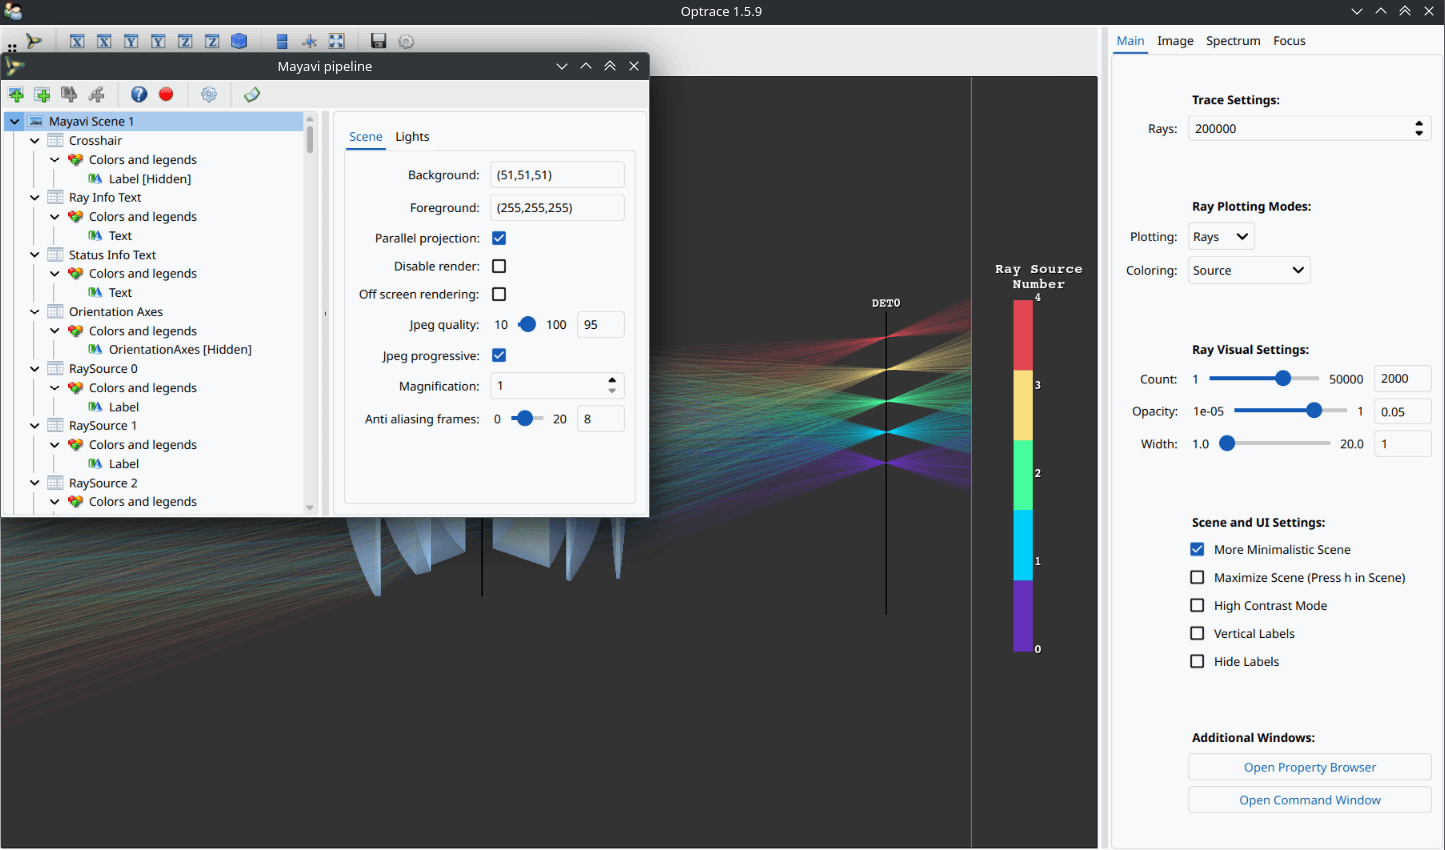 Optrace 1.5.9
X X Y Y Z Z
Main Image Spectrum Focus
Mayavi pipeline
Mayavi Scene 1
Crosshair
Colors and legends
Label [Hidden]
Ray Info Text
Colors and legends
Text
Status Info Text
Colors and legends
Text
Orientation Axes
Colors and legends
OrientationAxes [Hidden]
RaySource 0
Colors and legends
Label
RaySource 1
Colors and legends
Label
RaySource 2
Colors and legends
Scene Lights
Background: (51,51,51)
Foreground: (255,255,255)
Parallel projection:
Disable render:
Off screen rendering:
Jpeg quality: 10 100 95
Jpeg progressive:
Magnification: 1
Anti aliasing frames: 0 20 8
DET0
Ray Source
Number
4
3
2
1
0
Trace Settings:
Rays: 200000
Ray Plotting Modes:
Plotting: Rays
Coloring: Source
Ray Visual Settings:
Count: 1 50000 2000
Opacity: 1e-05 1 0.05
Width: 1.0 20.0 1
Scene and UI Settings:
More Minimalistic Scene
Maximize Scene (Press h in Scene)
High Contrast Mode
Vertical Labels
Hide Labels
Additional Windows:
Open Property Browser
Open Command Window